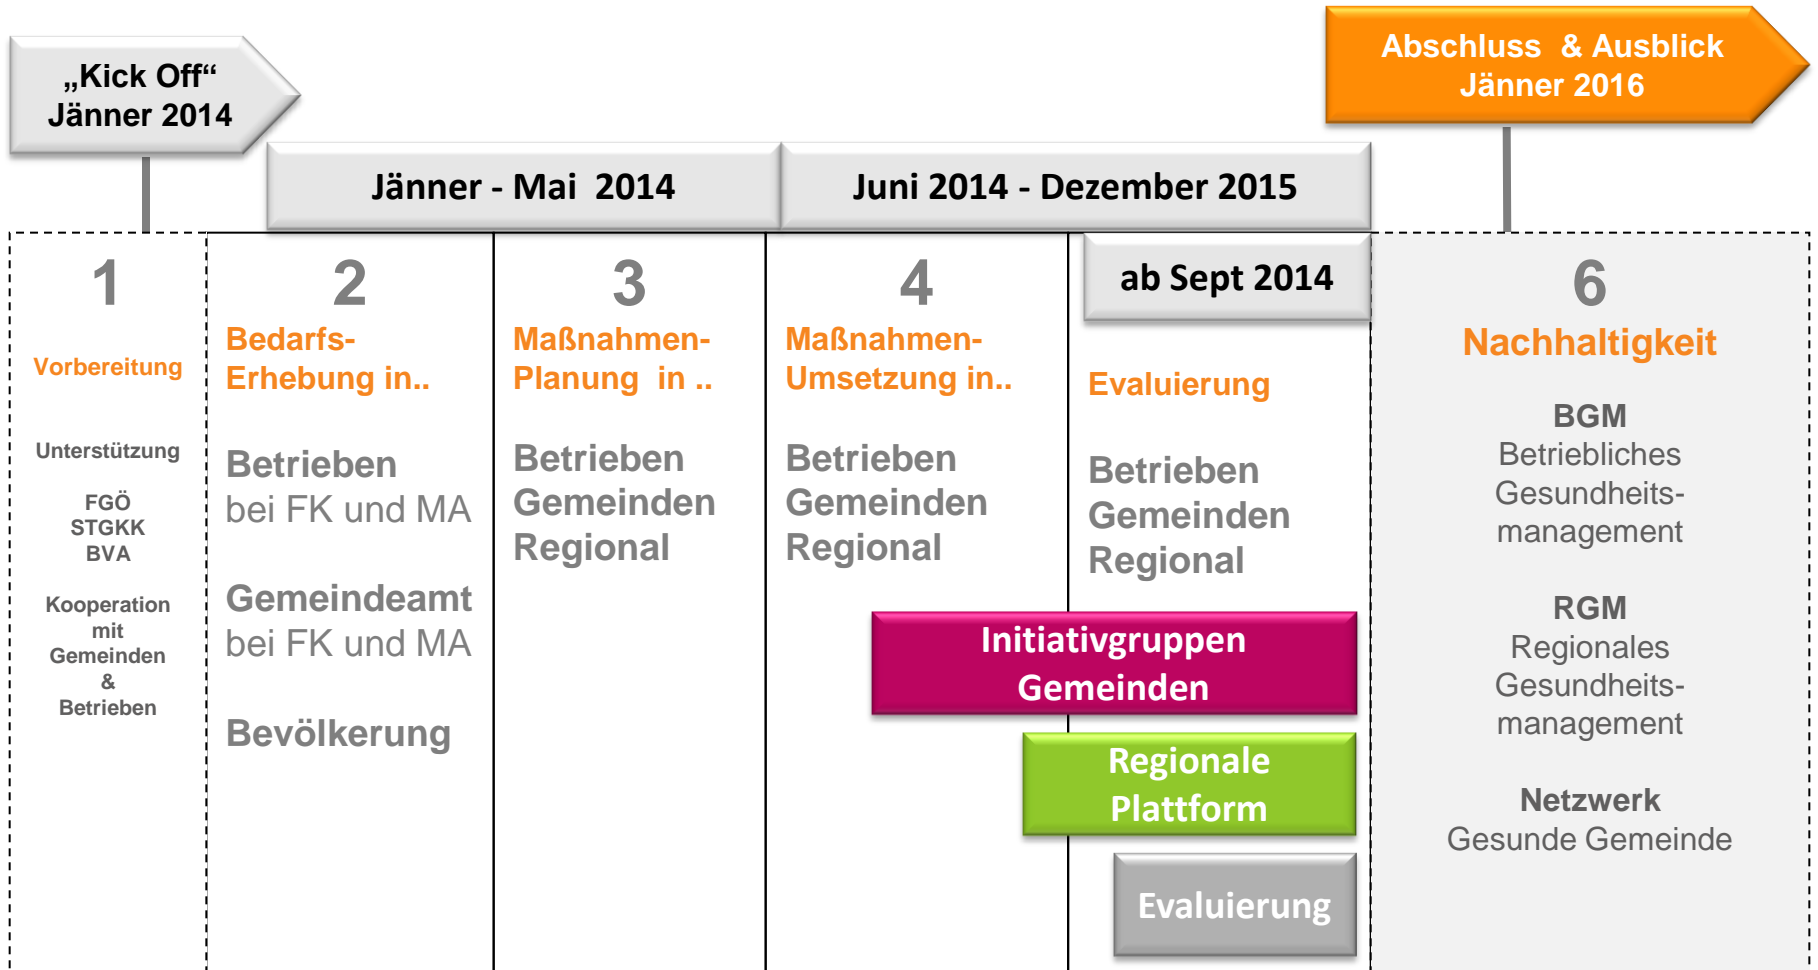 „Kick Off“
Jänner 2014
Abschluss & Ausblick
Jänner 2016
Jänner - Mai 2014
Juni 2014 - Dezember 2015
1
Vorbereitung
Unterstützung
FGÖ
STGKK
BVA
Kooperation
mit
Gemeinden
&
Betrieben
2
Bedarfs-
Erhebung in..
Betrieben
bei FK und MA
Gemeindeamt
bei FK und MA
Bevölkerung
3
Maßnahmen-
Planung in ..
Betrieben
Gemeinden
Regional
4
Maßnahmen-
Umsetzung in..
Betrieben
Gemeinden
Regional
ab Sept 2014
Evaluierung
Betrieben
Gemeinden
Regional
Initiativgruppen
Gemeinden
Regionale
Plattform
Evaluierung
6
Nachhaltigkeit
BGM
Betriebliches
Gesundheits-
management
RGM
Regionales
Gesundheits-
management
Netzwerk
Gesunde Gemeinde